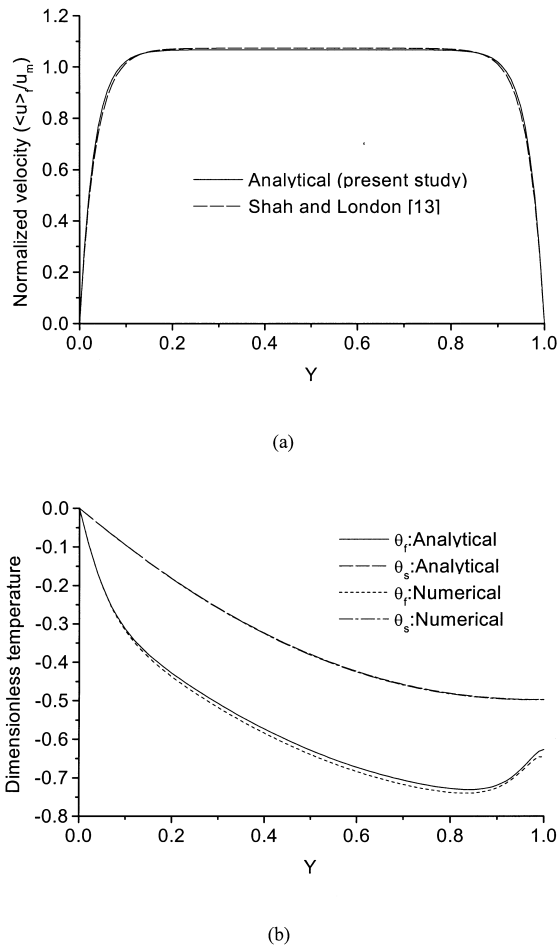 1.2
1.0
0.8
0.6
0.4
0.2
0.0
Normalized velocity (<u>f/um)
Analytical (present study)
Shah and London [13]
0.0 0.2 0.4 0.6 0.8 1.0
Y
(a)
0.0
-0.1
-0.2
-0.3
-0.4
-0.5
-0.6
-0.7
-0.8
Dimensionless temperature
θf:Analytical
θs:Analytical
θf:Numerical
θs:Numerical
0.0 0.2 0.4 0.6 0.8 1.0
Y
(b)